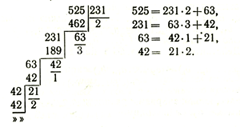 525 231 525 = 231·2 + 63,
462 2 231 = 63·3 + 42,
231 63 63 = 42·1 + 21,
189 3 42 = 21·2.
63 42
42 1
42 21
42 2
» »